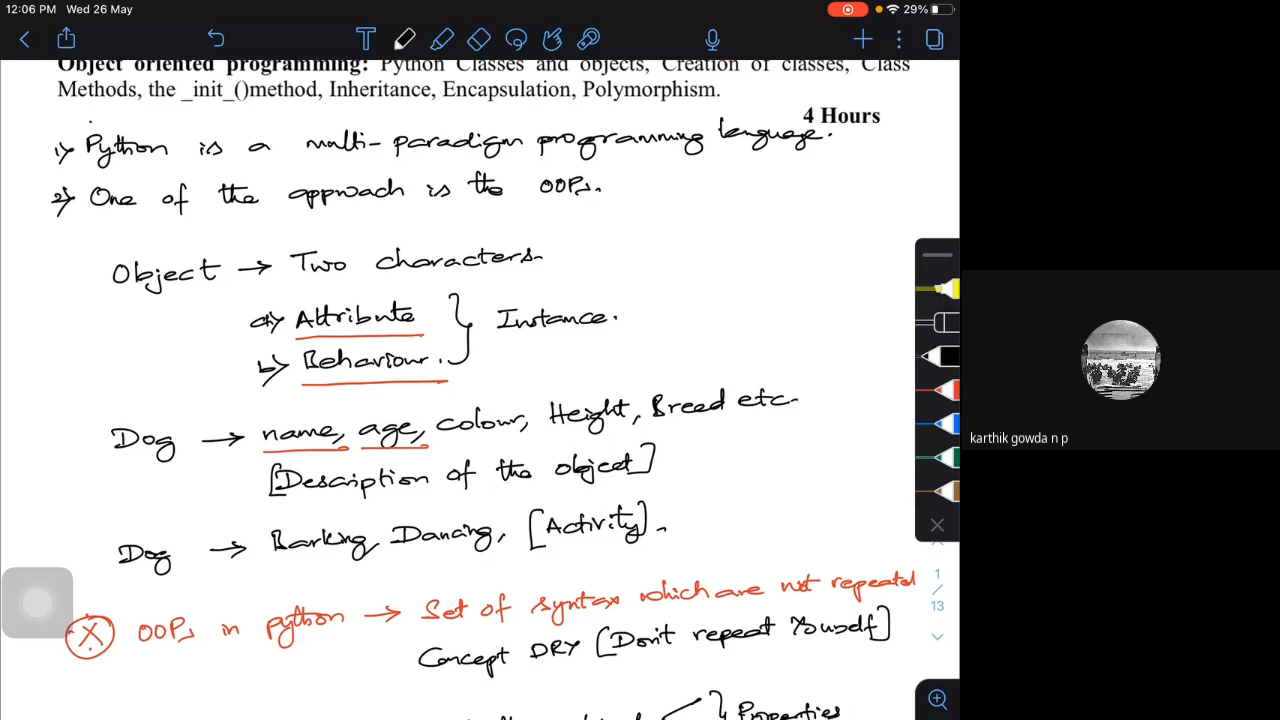 12:06 PM Wed 26 May
29%
Object oriented programming: Python Classes and objects, Creation of classes, Class
Methods, the _init_()method, Inheritance, Encapsulation, Polymorphism.
4 Hours
1) Python is a multi-paradigm programming language.
2) One of the approach is the OOPs.
Object → Two characters.
a) Attribute
b) Behaviour.
} Instance.
Dog → name, age, colour, Height, Breed etc.
[Description of the object]
Dog → Barking, Dancing, [Activity].
X OOPs in python → Set of syntax which are not repeated
Concept DRY [Don't repeat Yourself]
} Properties
1
/
13
karthik gowda n p